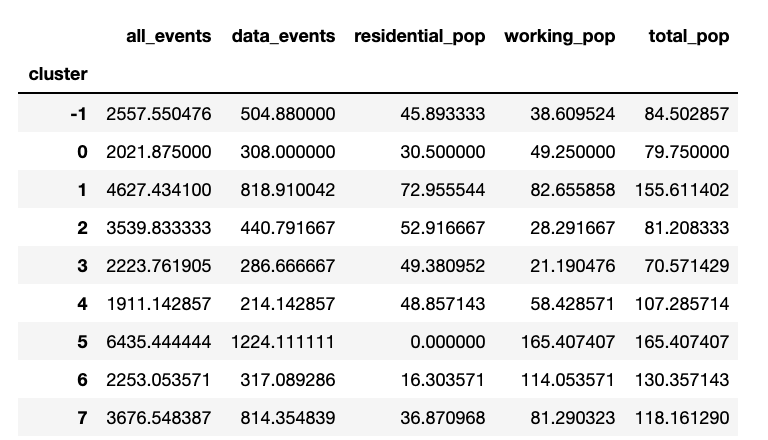 all_events data_events residential_pop working_pop total_pop
cluster
-1 2557.550476 504.880000 45.893333 38.609524 84.502857
0 2021.875000 308.000000 30.500000 49.250000 79.750000
1 4627.434100 818.910042 72.955544 82.655858 155.611402
2 3539.833333 440.791667 52.916667 28.291667 81.208333
3 2223.761905 286.666667 49.380952 21.190476 70.571429
4 1911.142857 214.142857 48.857143 58.428571 107.285714
5 6435.444444 1224.111111 0.000000 165.407407 165.407407
6 2253.053571 317.089286 16.303571 114.053571 130.357143
7 3676.548387 814.354839 36.870968 81.290323 118.161290